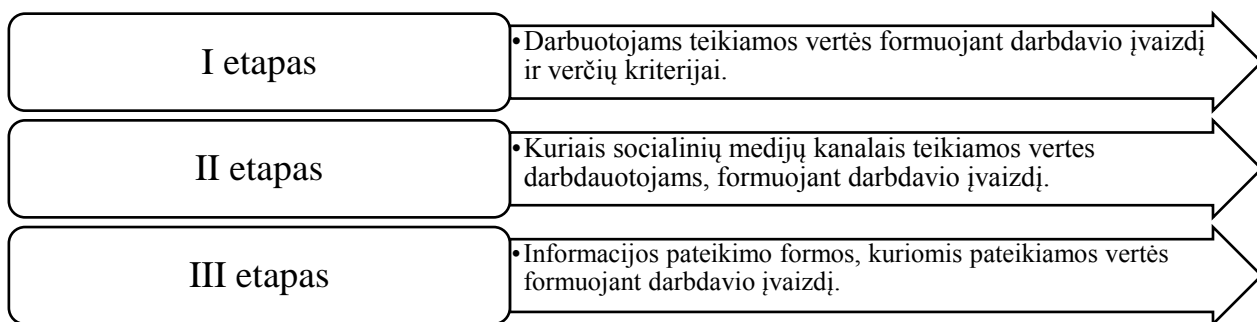 I etapas
•Darbuotojams teikiamos vertės formuojant darbdavio įvaizdį
ir verčių kriterijai.
II etapas
•Kuriais socialinių medijų kanalais teikiamos vertes
darbdauotojams, formuojant darbdavio įvaizdį.
III etapas
•Informacijos pateikimo formos, kuriomis pateikiamos vertės
formuojant darbdavio įvaizdį.